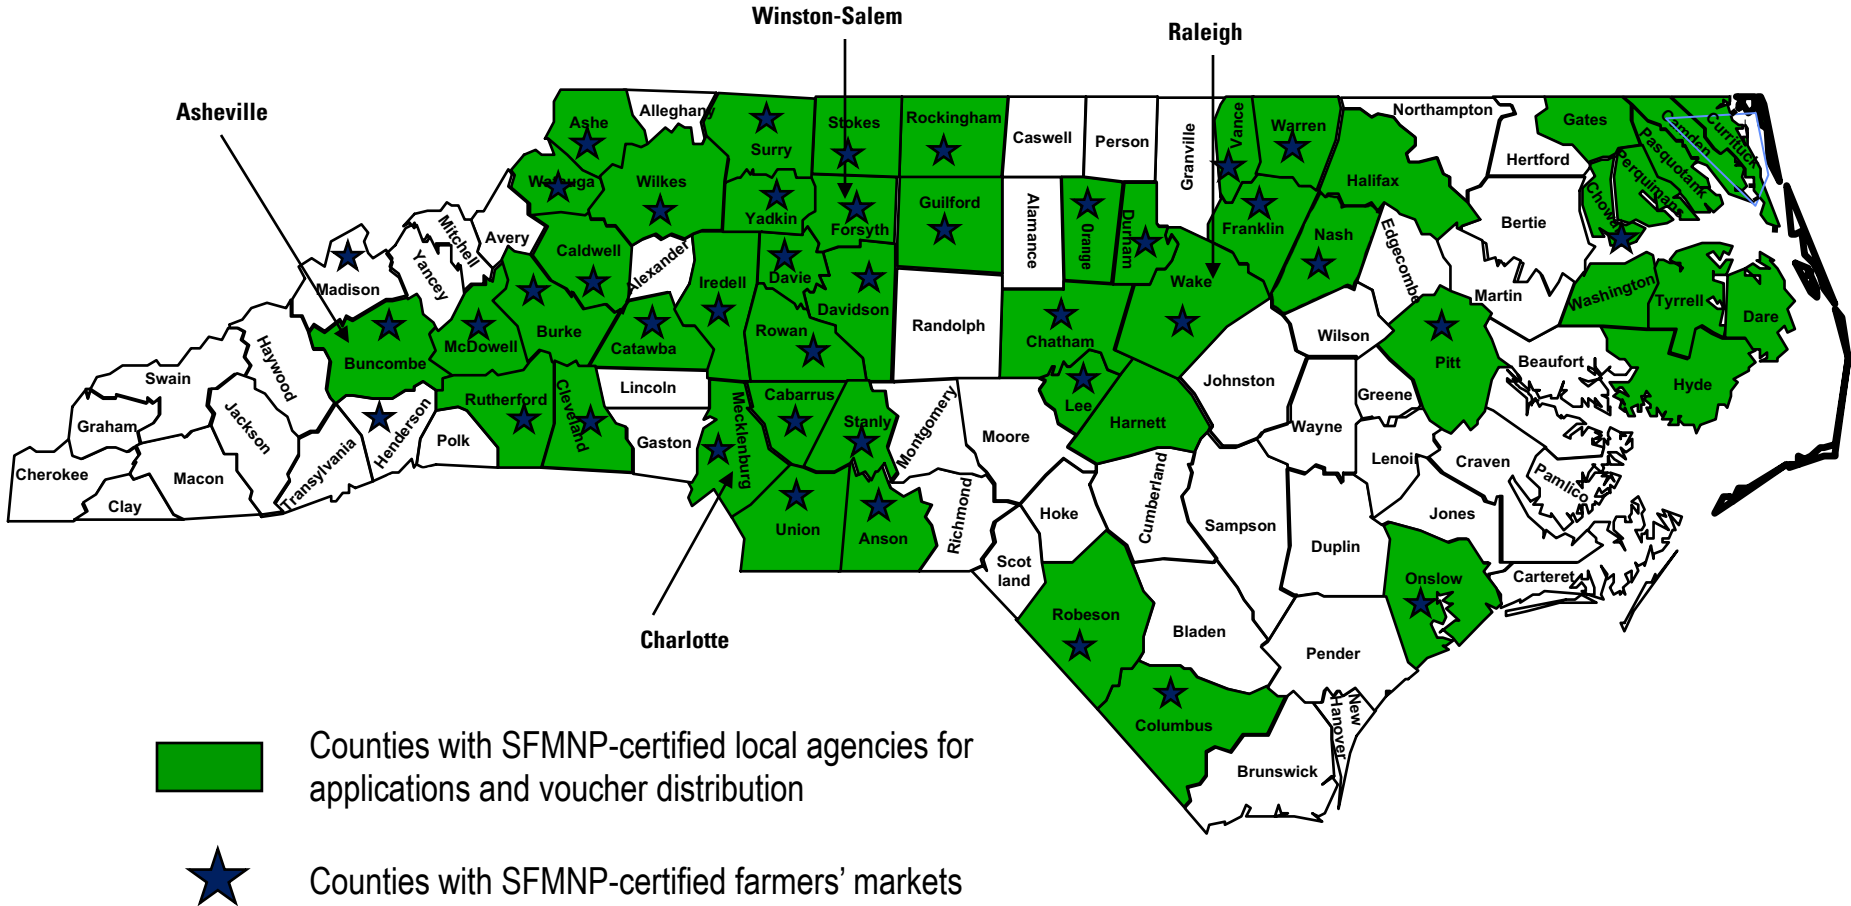 Winston-Salem
Raleigh
Asheville
Alleghany
Ashe
Surry
Stokes
Rockingham
Caswell
Person
Granville
Vance
Warren
Northampton
Gates
Camden
Currituck
Pasquotank
Perquimans
Chowan
Hertford
Halifax
Bertie
Watauga
Wilkes
Yadkin
Forsyth
Guilford
Alamance
Orange
Durham
Franklin
Nash
Edgecombe
Mitchell
Avery
Yancey
Madison
Caldwell
Alexander
Iredell
Davie
Davidson
Randolph
Chatham
Wake
Wilson
Martin
Washington
Tyrrell
Dare
Haywood
Buncombe
McDowell
Burke
Catawba
Rowan
Lee
Johnston
Greene
Pitt
Beaufort
Hyde
Swain
Graham
Jackson
Henderson
Polk
Rutherford
Cleveland
Lincoln
Gaston
Mecklenburg
Cabarrus
Stanly
Montgomery
Moore
Harnett
Wayne
Lenoir
Craven
Pamlico
Cherokee
Clay
Macon
Transylvania
Union
Anson
Richmond
Hoke
Scot
land
Cumberland
Sampson
Duplin
Jones
Onslow
Carteret
Robeson
Bladen
Pender
Columbus
New
Hanover
Brunswick
Charlotte
Counties with SFMNP-certified local agencies for
applications and voucher distribution
Counties with SFMNP-certified farmers’ markets